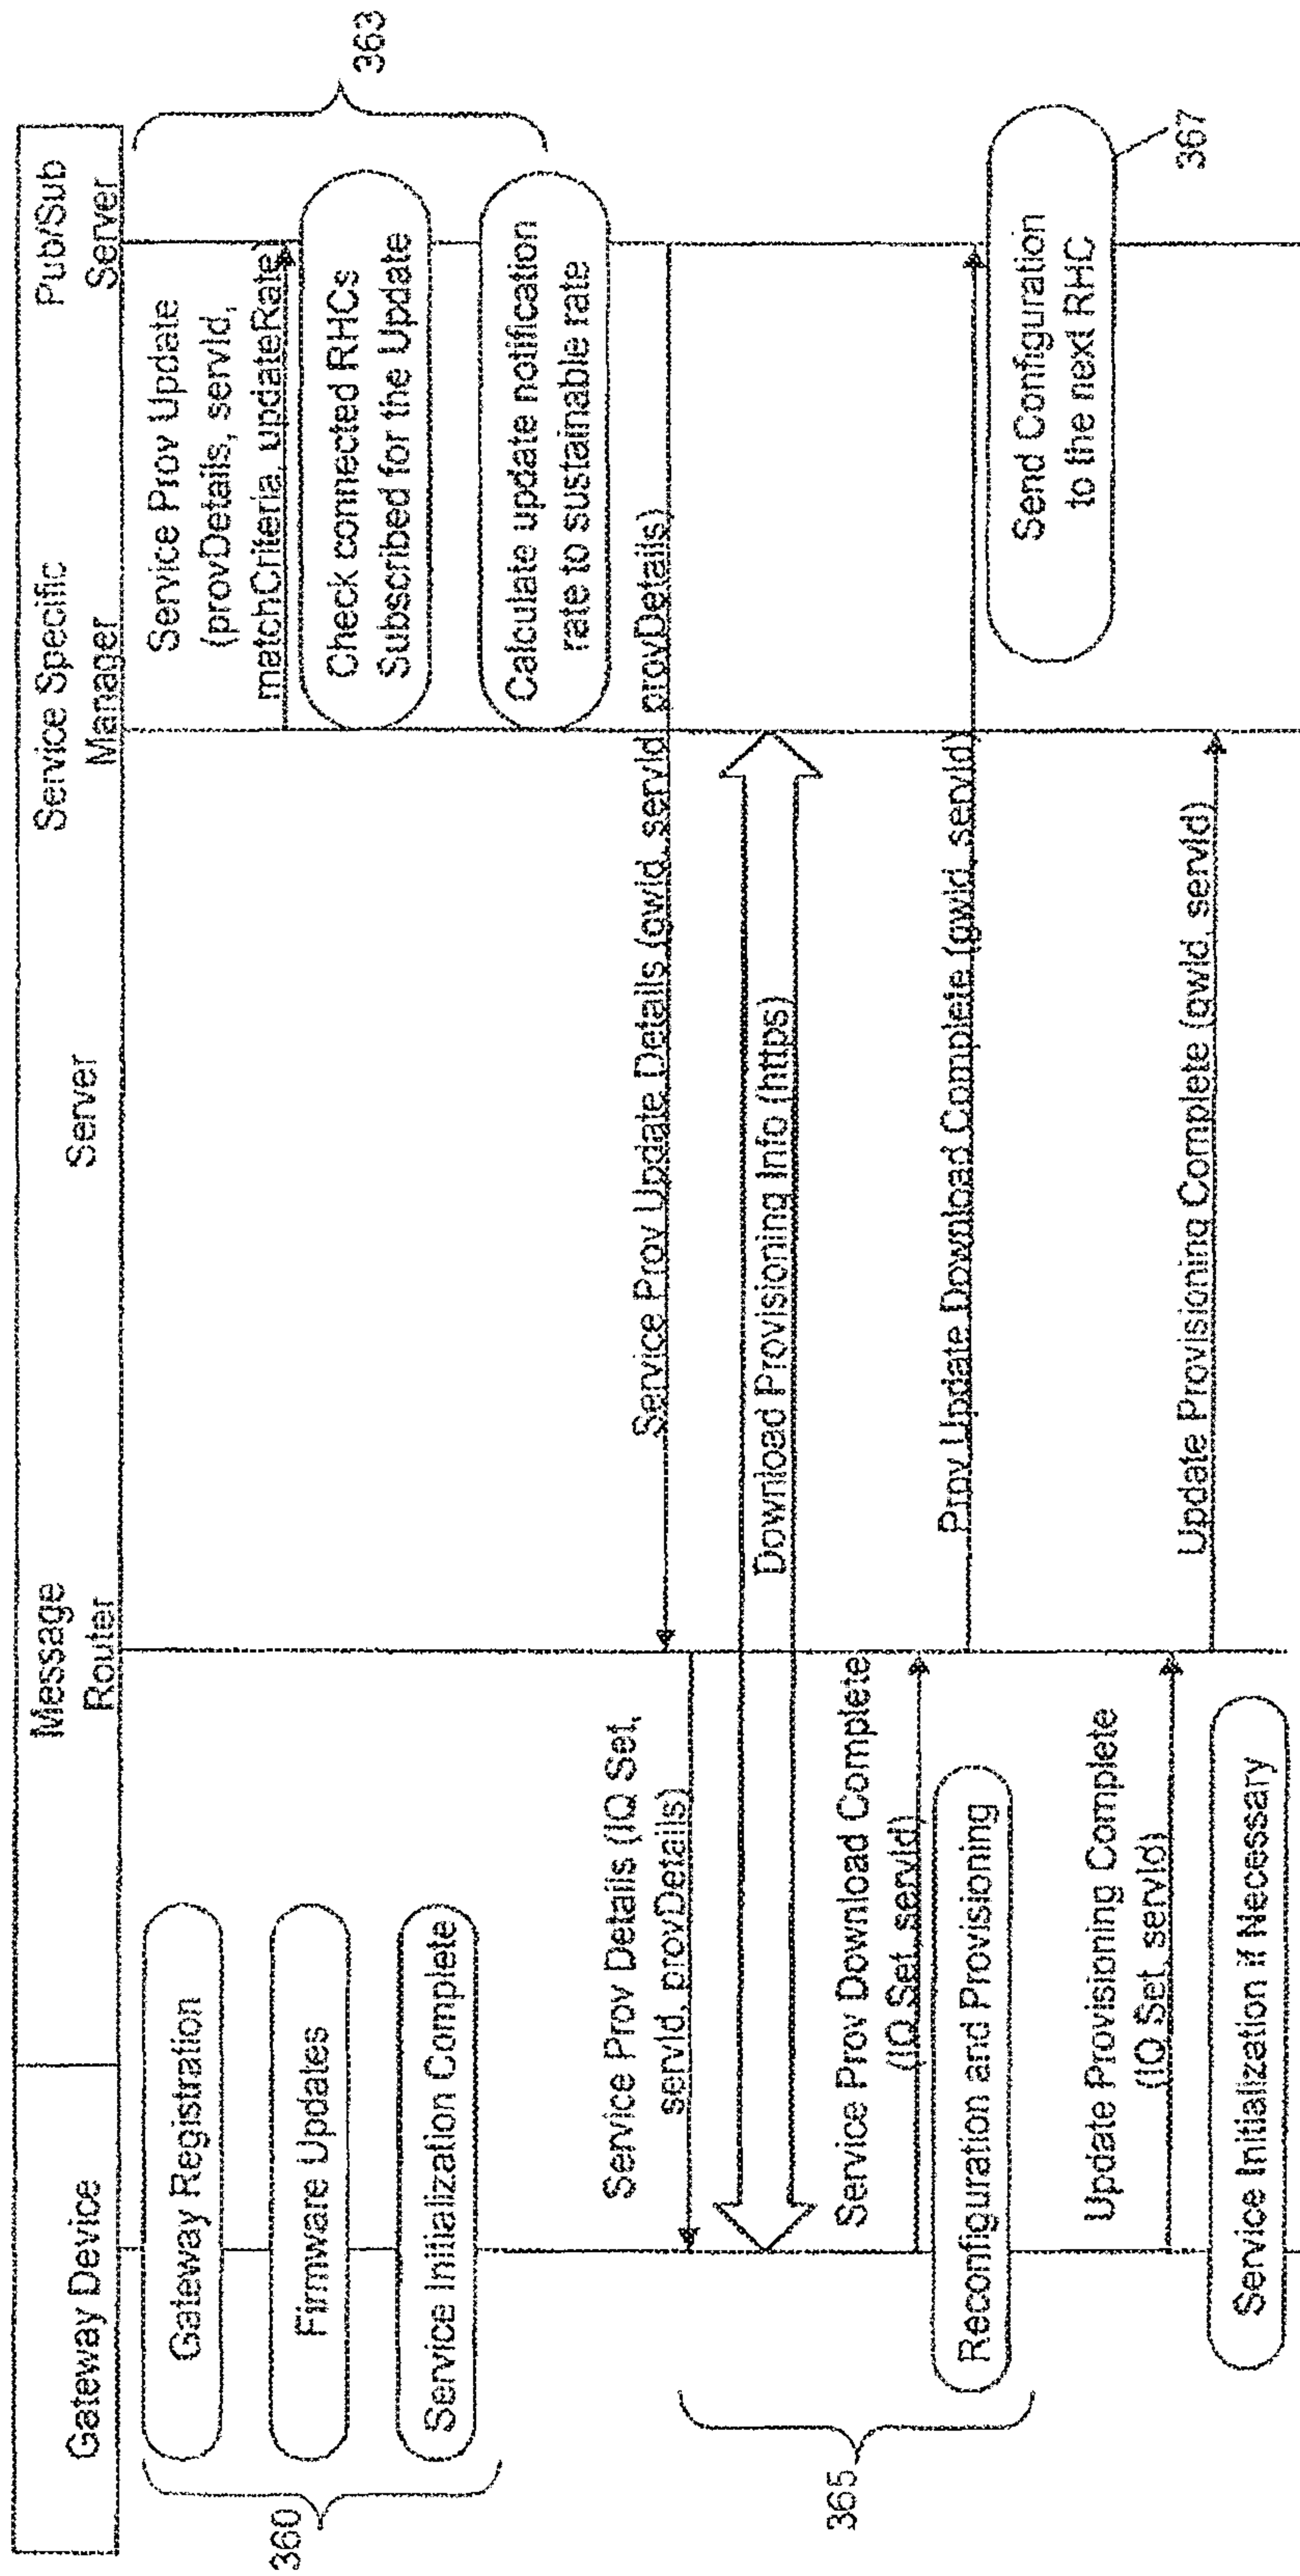 Gateway Device
Message
Router
Server
Service Specific
Manager
Pub/Sub
Server
360
Gateway Registration
Firmware Updates
Service Initialization Complete
Service Prov Update
(provDetails, servId,
matchCriteria, updateRate)
Check connected RHCs
Subscribed for the Update
Calculate update notification
rate to sustainable rate
363
Service Prov Update Details (gwId, servId, provDetails)
Service Prov Details (IQ Set,
servId, provDetails)
Download Provisioning Info (https)
365
Service Prov Download Complete
(IQ Set, servId)
Prov Update Download Complete (gwId, servId)
Reconfiguration and Provisioning
Send Configuration
to the next RHC
367
Update Provisioning Complete
(IQ Set, servId)
Update Provisioning Complete (gwId, servId)
Service Initialization if Necessary